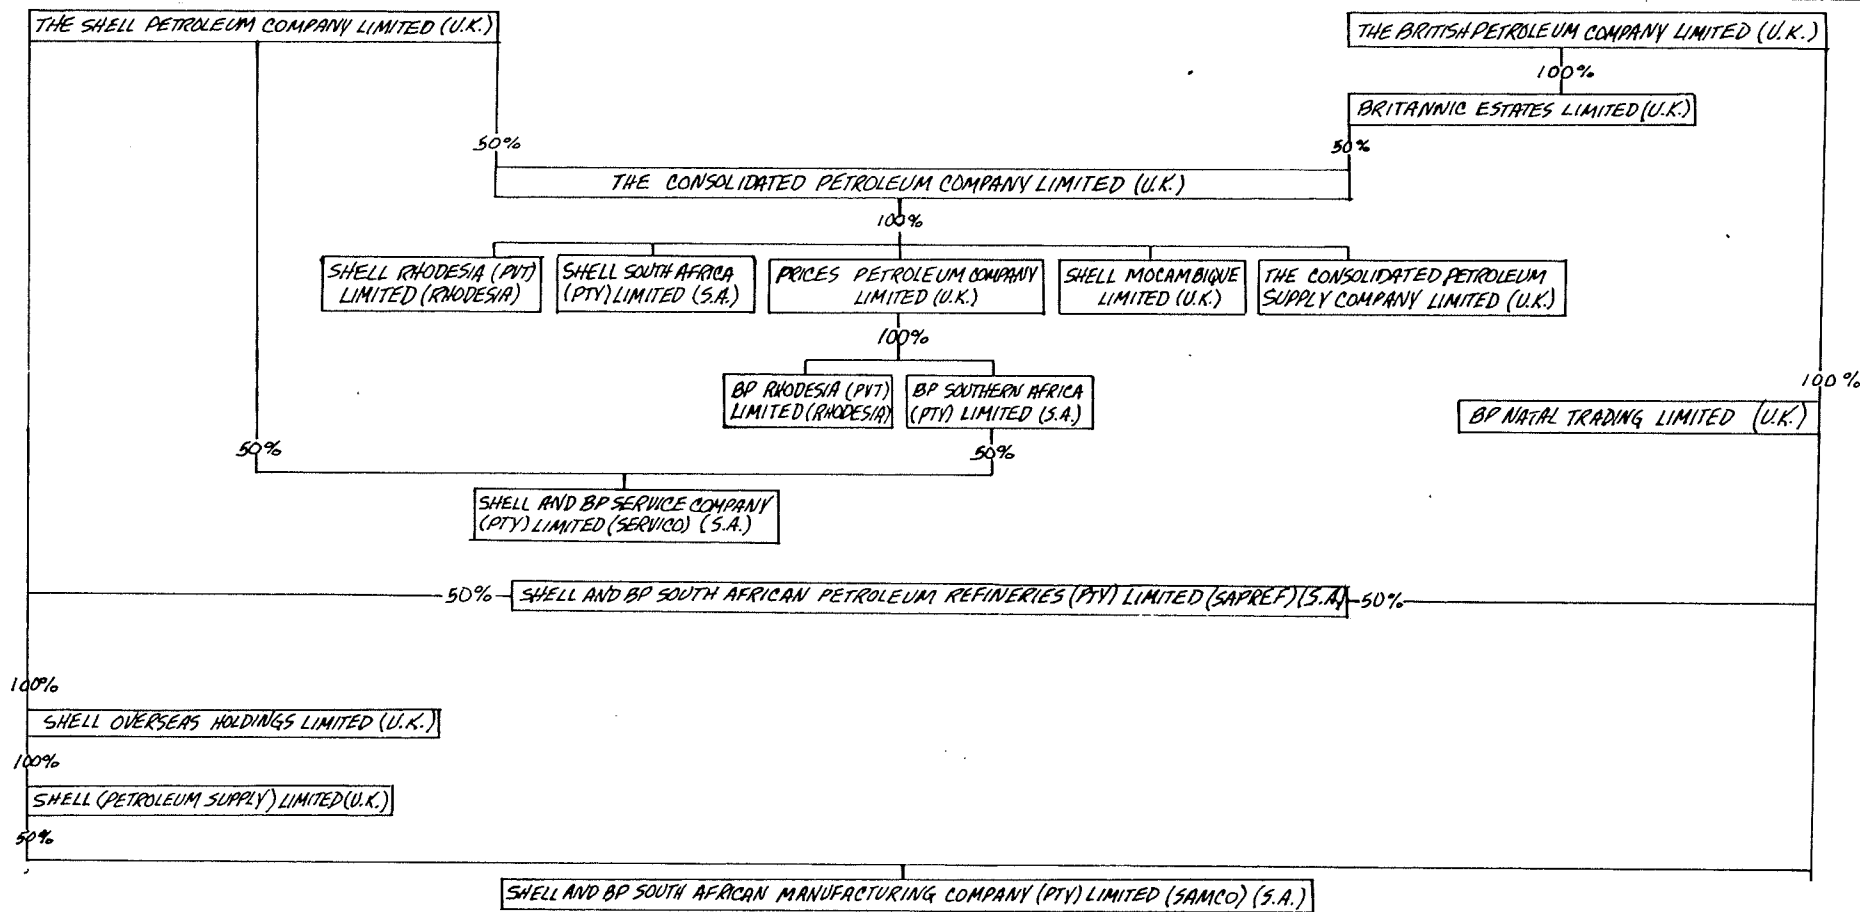 THE SHELL PETROLEUM COMPANY LIMITED (U.K.)
THE BRITISH PETROLEUM COMPANY LIMITED (U.K.)
100%
BRITANNIC ESTATES LIMITED (U.K.)
50%
50%
THE CONSOLIDATED PETROLEUM COMPANY LIMITED (U.K.)
100%
SHELL RHODESIA (PVT)
LIMITED (RHODESIA)
SHELL SOUTH AFRICA
(PTY) LIMITED (S.A.)
PRICES PETROLEUM COMPANY
LIMITED (U.K.)
SHELL MOCAMBIQUE
LIMITED (U.K.)
THE CONSOLIDATED PETROLEUM
SUPPLY COMPANY LIMITED (U.K.)
100%
BP RHODESIA (PVT)
LIMITED (RHODESIA)
BP SOUTHERN AFRICA
(PTY) LIMITED (S.A.)
100%
BP NATAL TRADING LIMITED (U.K.)
50%
50%
SHELL AND BP SERVICE COMPANY
(PTY) LIMITED (SERVICO) (S.A.)
50% SHELL AND BP SOUTH AFRICAN PETROLEUM REFINERIES (PTY) LIMITED (SAPREF) (S.A) 50%
100%
SHELL OVERSEAS HOLDINGS LIMITED (U.K.)
100%
SHELL (PETROLEUM SUPPLY) LIMITED (U.K.)
50%
SHELL AND BP SOUTH AFRICAN MANUFACTURING COMPANY (PTY) LIMITED (SAMCO) (S.A.)